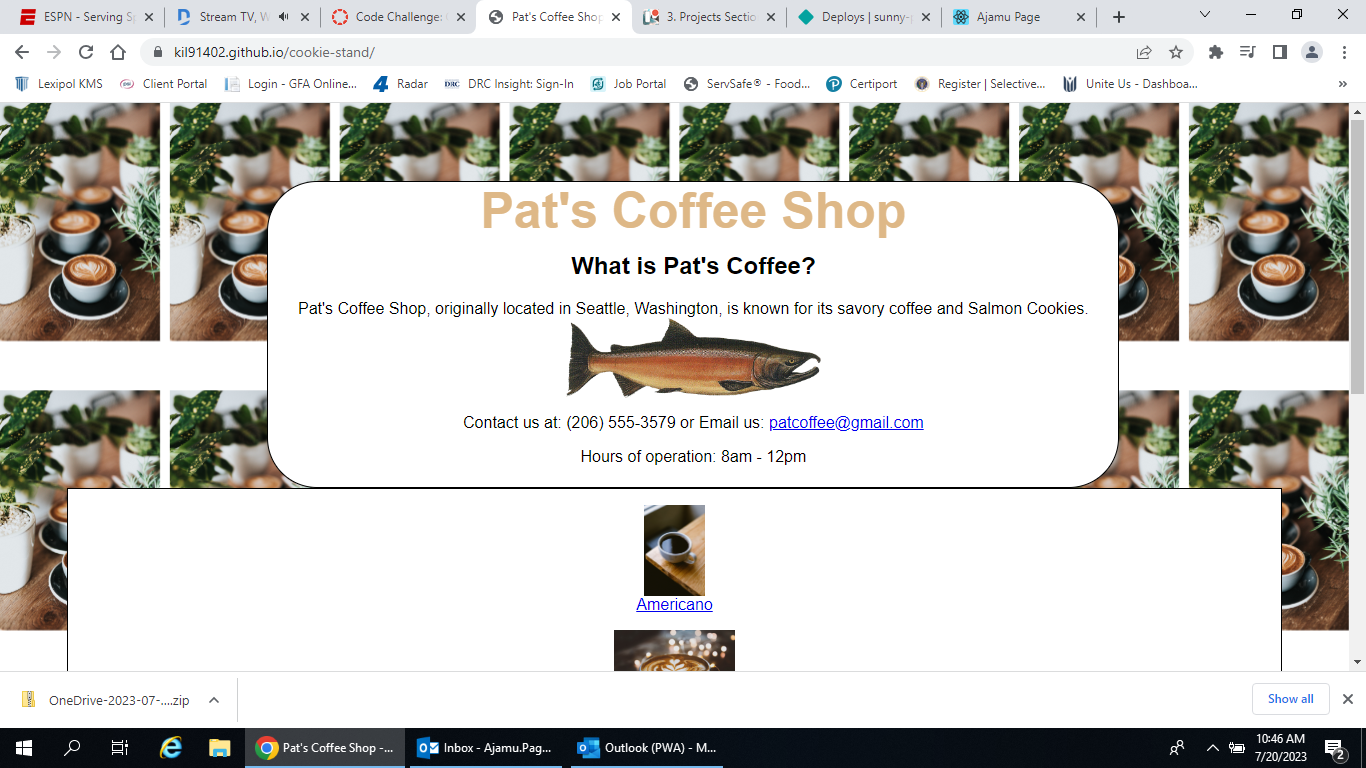 ESPN - Serving Sp
Stream TV, W
Code Challenge: 
Pat's Coffee Shop
3. Projects Sectio
Deploys | sunny-p
Ajamu Page
kil91402.github.io/cookie-stand/
Lexipol KMS
Client Portal
Login - GFA Online...
Radar
DRC
DRC Insight: Sign-In
Job Portal
ServSafe® - Food...
Certiport
Register | Selective...
Unite Us - Dashboa...
Pat's Coffee Shop
What is Pat's Coffee?
Pat's Coffee Shop, originally located in Seattle, Washington, is known for its savory coffee and Salmon Cookies.
Contact us at: (206) 555-3579 or Email us: patcoffee@gmail.com
Hours of operation: 8am - 12pm
Americano
OneDrive-2023-07-....zip
Show all
Pat's Coffee Shop -...
Inbox - Ajamu.Pag...
Outlook (PWA) - M...
10:46 AM
7/20/2023
2